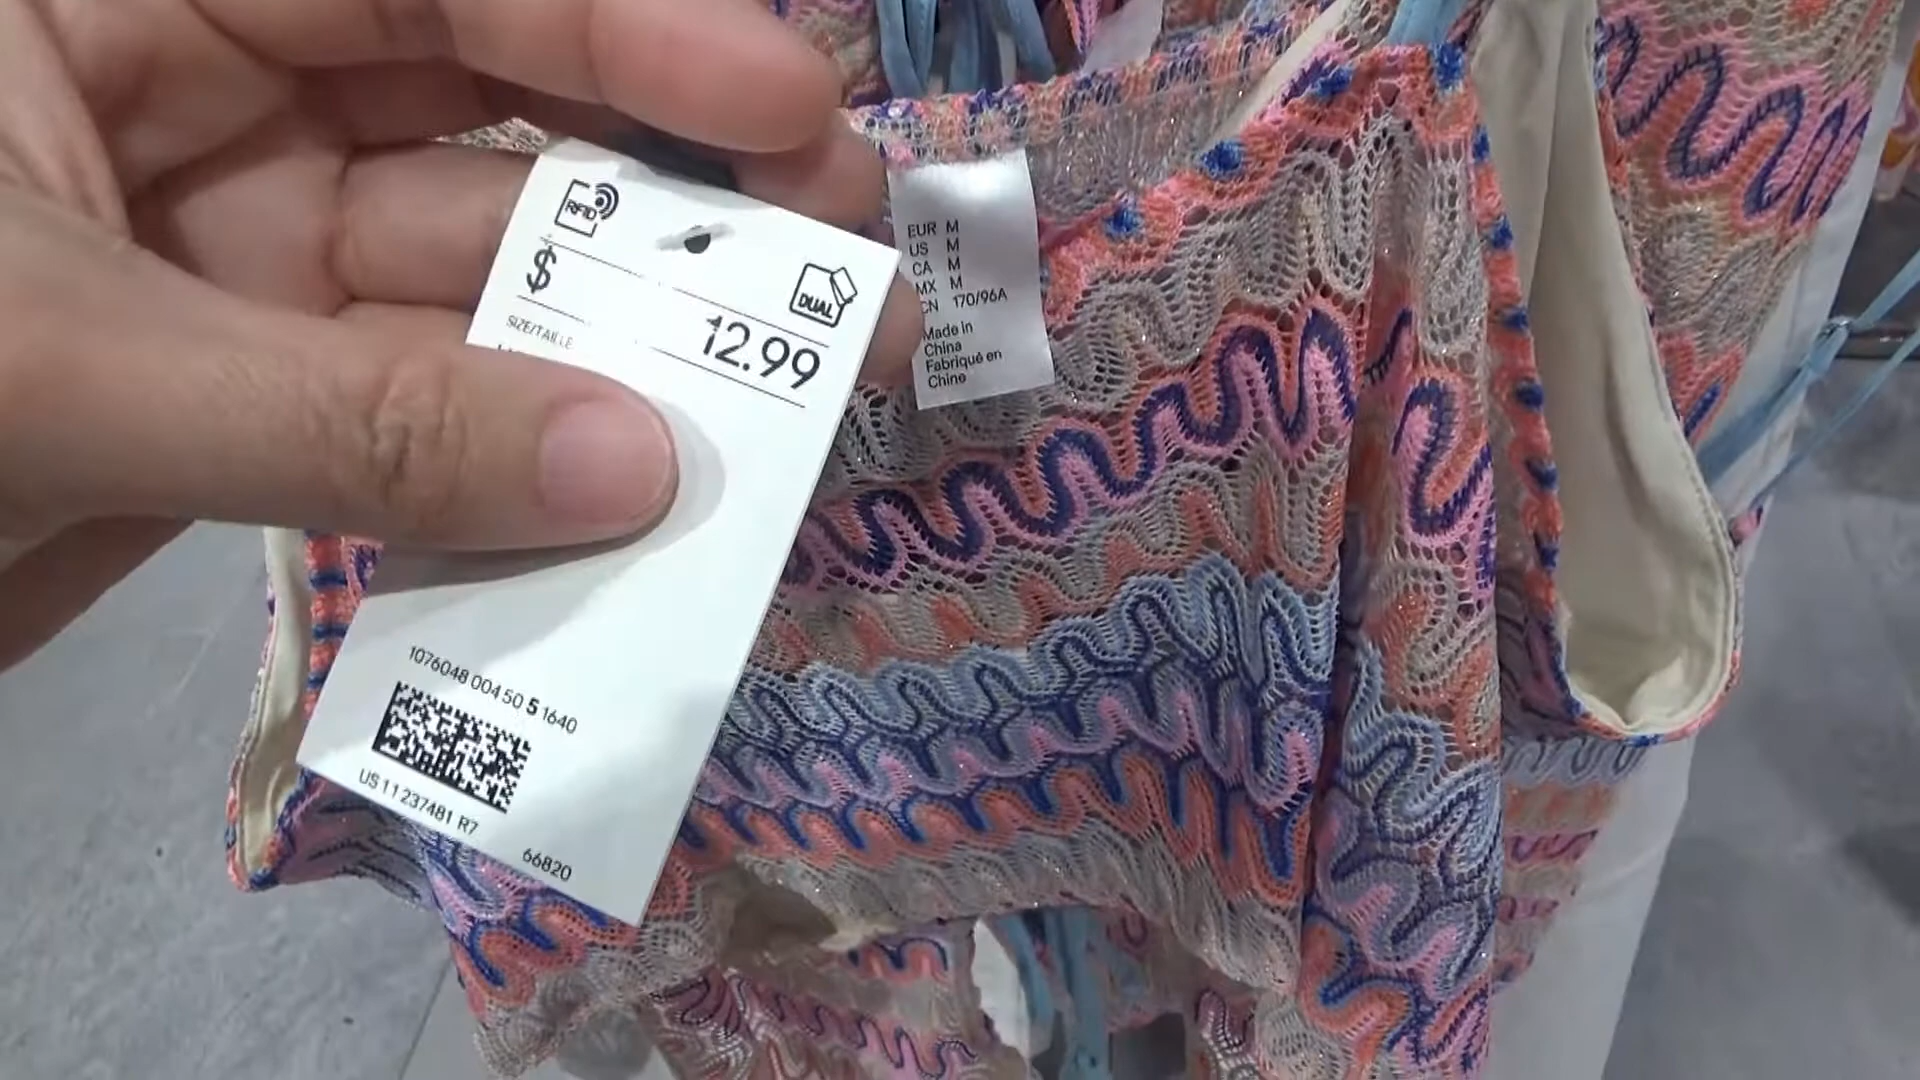 RFID
$
DUAL
SIZE/TAILLE
12.99
1076048 004 50 5 1640
US 11 237481 R7
66820
EUR M
US M
CA M
MX M
CN 170/96A
Made in
China
Fabriqué en
Chine